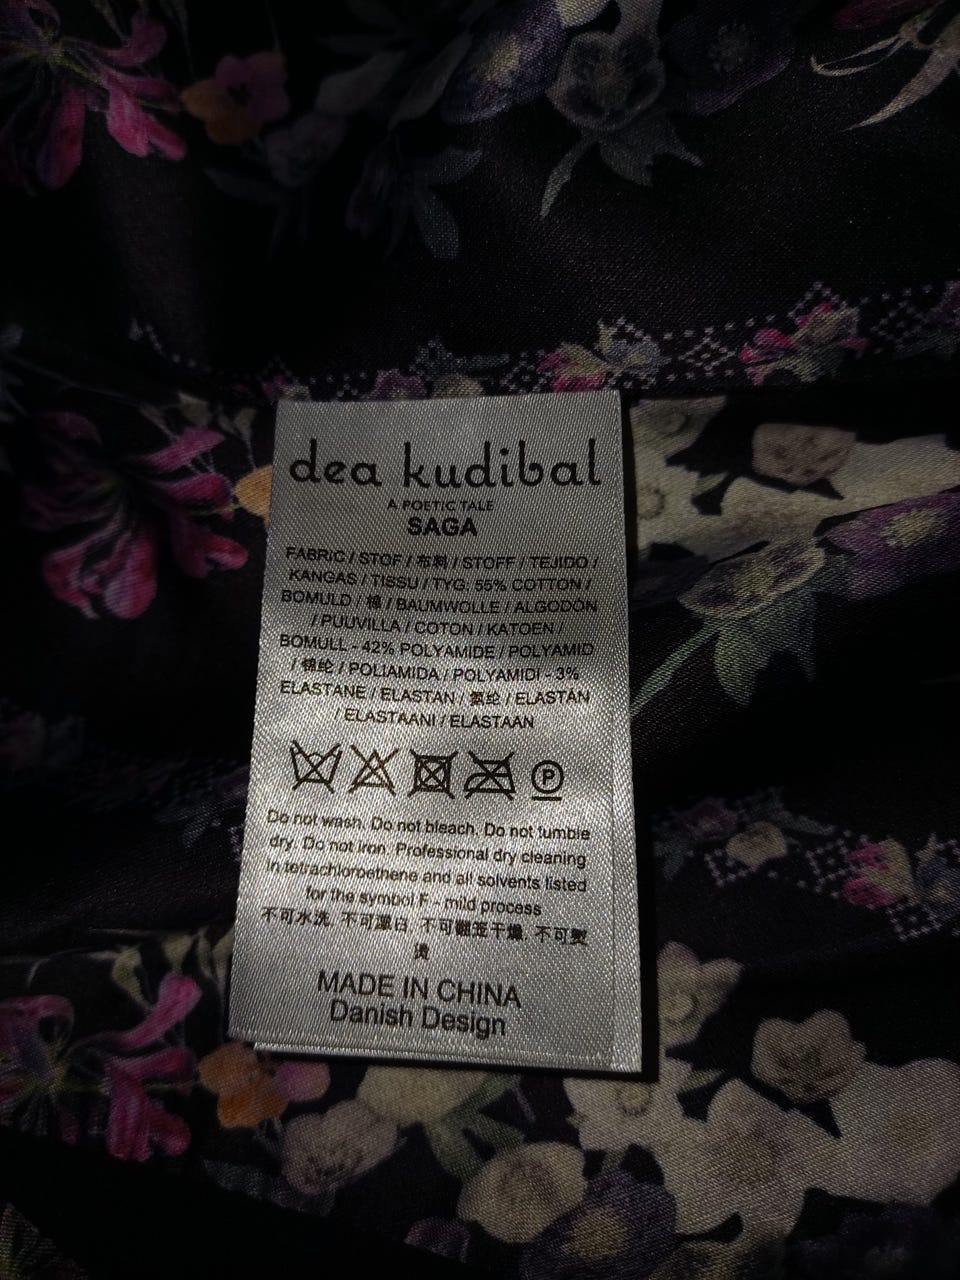 dea kudibal
A POETIC TALE
SAGA
FABRIC / STOF / 布料 / STOFF / TEJIDO /
KANGAS / TISSU / TYG: 55% COTTON /
BOMULD / 棉 / BAUMWOLLE / ALGODÓN
/ PUUVILLA / COTON / KATOEN /
BOMULL - 42% POLYAMIDE / POLYAMID
/ 锦纶 / POLIAMIDA / POLYAMIDI - 3%
ELASTANE / ELASTAN / 氨纶 / ELASTÁN
/ ELASTAANI / ELASTAAN
P
Do not wash. Do not bleach. Do not tumble
dry. Do not iron. Professional dry cleaning
in tetrachloroethene and all solvents listed
for the symbol F - mild process
不可水洗, 不可漂白, 不可翻笼干燥, 不可熨
烫
MADE IN CHINA
Danish Design